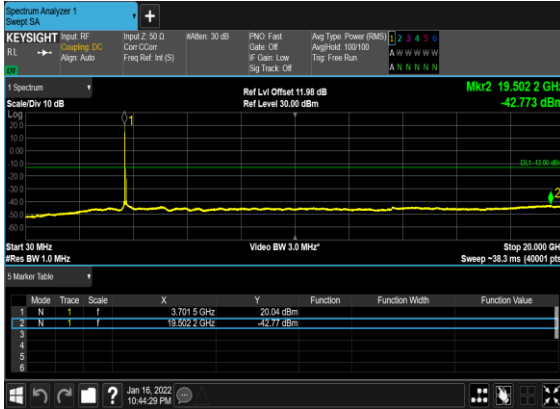 Spectrum Analyzer 1
Swept SA
+
KEYSIGHT Input: RF Input Z: 50 Ω #Atten: 30 dB PNO: Fast Avg Type: Power (RMS) 1 2 3 4 5 6
RL Coupling: DC Corr CCorr Gate: Off Avg|Hold: 100/100 A W W W W W
Align: Auto Freq Ref: Int (S) IF Gain: Low Trig: Free Run
Sig Track: Off A N N N N N
1 Spectrum Ref Lvl Offset 11.98 dB Mkr2 19.502 2 GHz
Scale/Div 10 dB Ref Level 30.00 dBm -42.773 dBm
Log
20.0 1
10.0
0.00
-10.0 DL1 -13.00 dBm
-20.0
-30.0
-40.0 2
-50.0
-60.0
Start 30 MHz Video BW 3.0 MHz* Stop 20.000 GHz
#Res BW 1.0 MHz Sweep ~38.3 ms (40001 pts)
5 Marker Table
Mode Trace Scale X Y Function Function Width Function Value
1 N 1 f 3.701 5 GHz 20.04 dBm
2 N 1 f 19.502 2 GHz -42.77 dBm
3
4
5
6
? Jan 16, 2022
10:44:29 PM